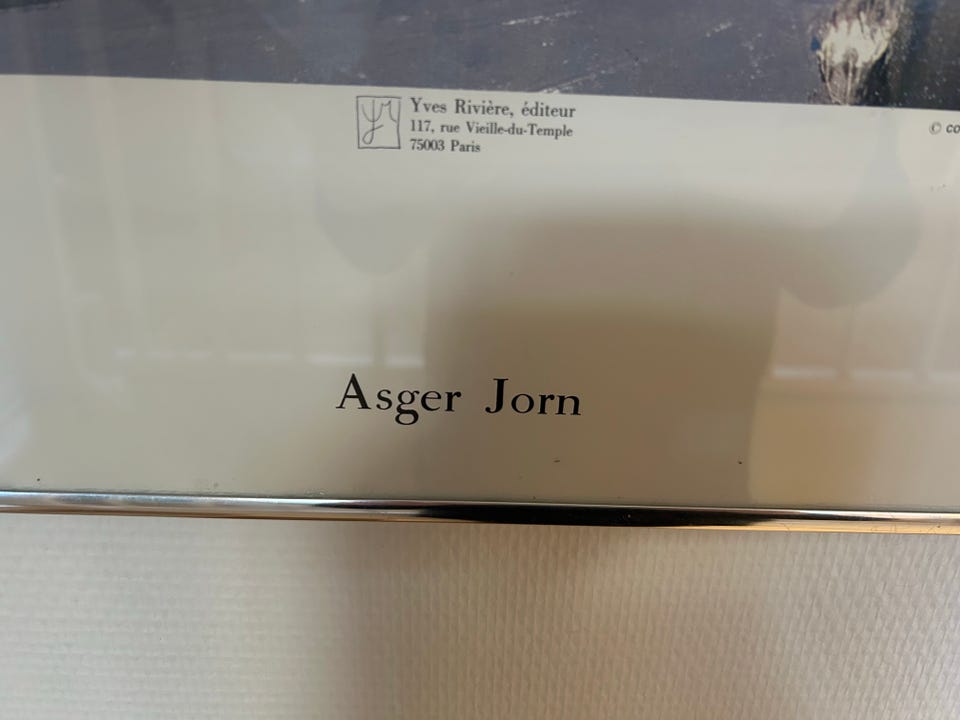 Yves Rivière, éditeur
117, rue Vieille-du-Temple
75003 Paris
©
Asger Jorn